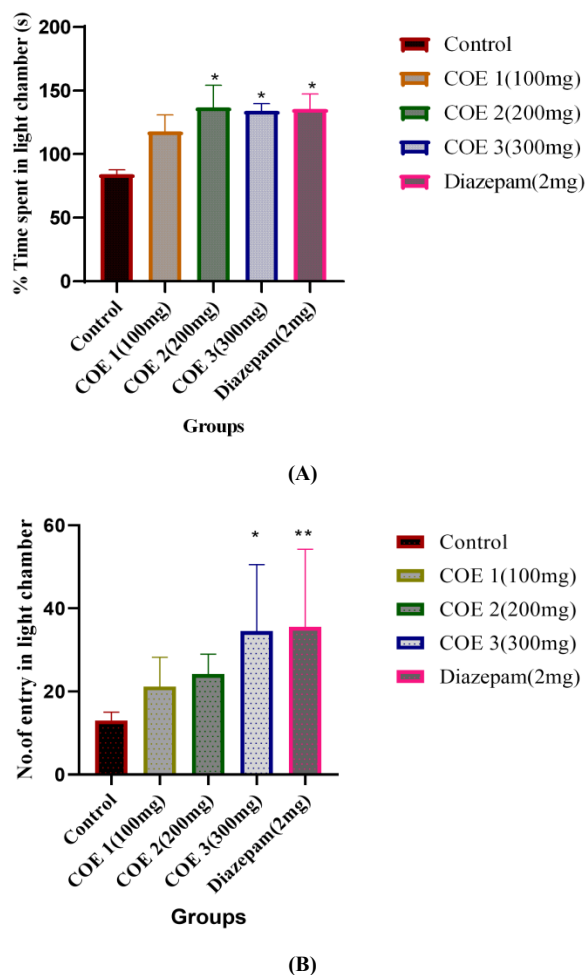 % Time spent in light chamber (s)
200
150
100
50
0
*
*
*
Control
COE 1(100mg)
COE 2(200mg)
COE 3(300mg)
Diazepam(2mg)
Groups
Control
COE 1(100mg)
COE 2(200mg)
COE 3(300mg)
Diazepam(2mg)
(A)
No.of entry in light chamber
60
40
20
0
*
**
Control
COE 1(100mg)
COE 2(200mg)
COE 3(300mg)
Diazepam(2mg)
Groups
Control
COE 1(100mg)
COE 2(200mg)
COE 3(300mg)
Diazepam(2mg)
(B)